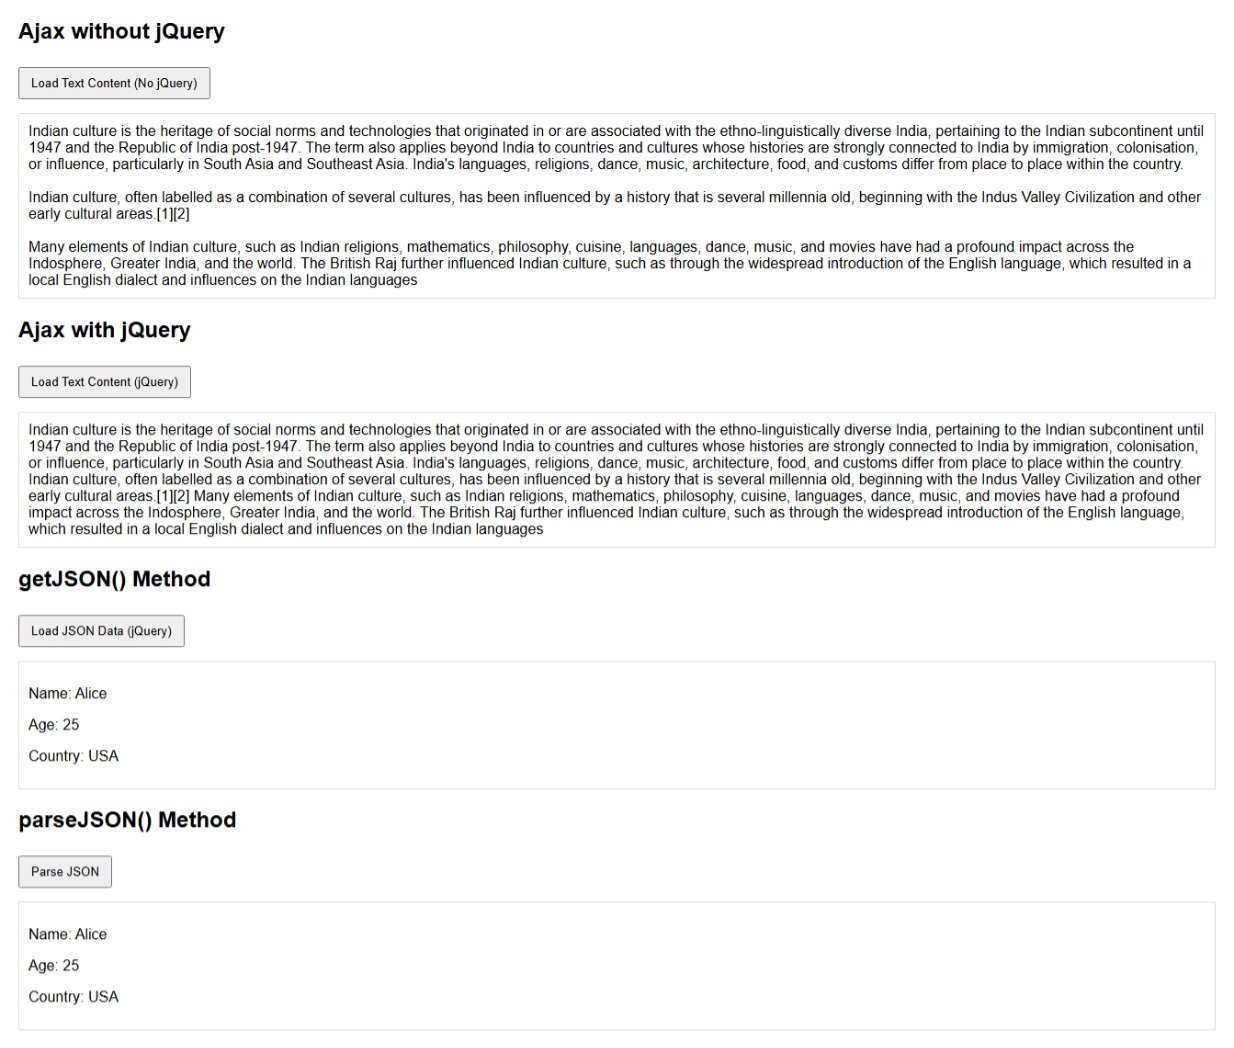 Ajax without jQuery
Load Text Content (No jQuery)
Indian culture is the heritage of social norms and technologies that originated in or are associated with the ethno-linguistically diverse India, pertaining to the Indian subcontinent until
1947 and the Republic of India post-1947. The term also applies beyond India to countries and cultures whose histories are strongly connected to India by immigration, colonisation,
or influence, particularly in South Asia and Southeast Asia. India's languages, religions, dance, music, architecture, food, and customs differ from place to place within the country.
Indian culture, often labelled as a combination of several cultures, has been influenced by a history that is several millennia old, beginning with the Indus Valley Civilization and other
early cultural areas.[1][2]
Many elements of Indian culture, such as Indian religions, mathematics, philosophy, cuisine, languages, dance, music, and movies have had a profound impact across the
Indosphere, Greater India, and the world. The British Raj further influenced Indian culture, such as through the widespread introduction of the English language, which resulted in a
local English dialect and influences on the Indian languages
Ajax with jQuery
Load Text Content (jQuery)
Indian culture is the heritage of social norms and technologies that originated in or are associated with the ethno-linguistically diverse India, pertaining to the Indian subcontinent until
1947 and the Republic of India post-1947. The term also applies beyond India to countries and cultures whose histories are strongly connected to India by immigration, colonisation,
or influence, particularly in South Asia and Southeast Asia. India's languages, religions, dance, music, architecture, food, and customs differ from place to place within the country.
Indian culture, often labelled as a combination of several cultures, has been influenced by a history that is several millennia old, beginning with the Indus Valley Civilization and other
early cultural areas.[1][2] Many elements of Indian culture, such as Indian religions, mathematics, philosophy, cuisine, languages, dance, music, and movies have had a profound
impact across the Indosphere, Greater India, and the world. The British Raj further influenced Indian culture, such as through the widespread introduction of the English language,
which resulted in a local English dialect and influences on the Indian languages
getJSON() Method
Load JSON Data (jQuery)
Name: Alice
Age: 25
Country: USA
parseJSON() Method
Parse JSON
Name: Alice
Age: 25
Country: USA